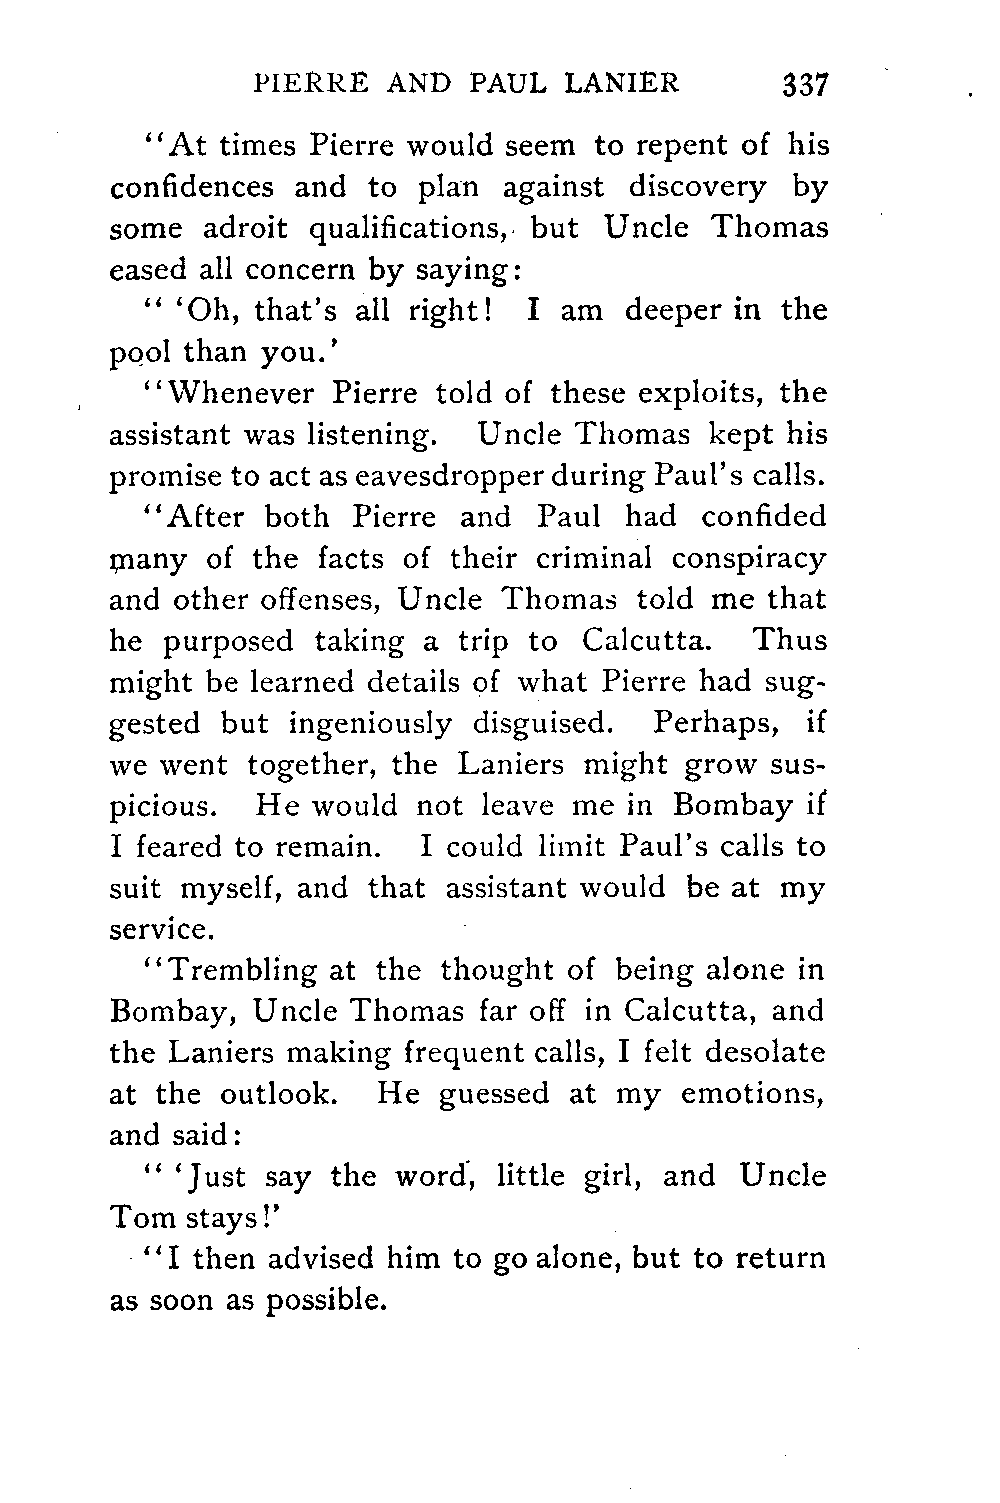 PIERRE AND PAUL LANIER 337
"At times Pierre would seem to repent of his
confidences and to plan against discovery by
some adroit qualifications, but Uncle Thomas
eased all concern by saying:
" 'Oh, that's all right! I am deeper in the
pool than you.'
"Whenever Pierre told of these exploits, the
assistant was listening. Uncle Thomas kept his
promise to act as eavesdropper during Paul's calls.
"After both Pierre and Paul had confided
many of the facts of their criminal conspiracy
and other offenses, Uncle Thomas told me that
he purposed taking a trip to Calcutta. Thus
might be learned details of what Pierre had sug-
gested but ingeniously disguised. Perhaps, if
we went together, the Laniers might grow sus-
picious. He would not leave me in Bombay if
I feared to remain. I could limit Paul's calls to
suit myself, and that assistant would be at my
service.
"Trembling at the thought of being alone in
Bombay, Uncle Thomas far off in Calcutta, and
the Laniers making frequent calls, I felt desolate
at the outlook. He guessed at my emotions,
and said:
" 'Just say the word, little girl, and Uncle
Tom stays!'
"I then advised him to go alone, but to return
as soon as possible.